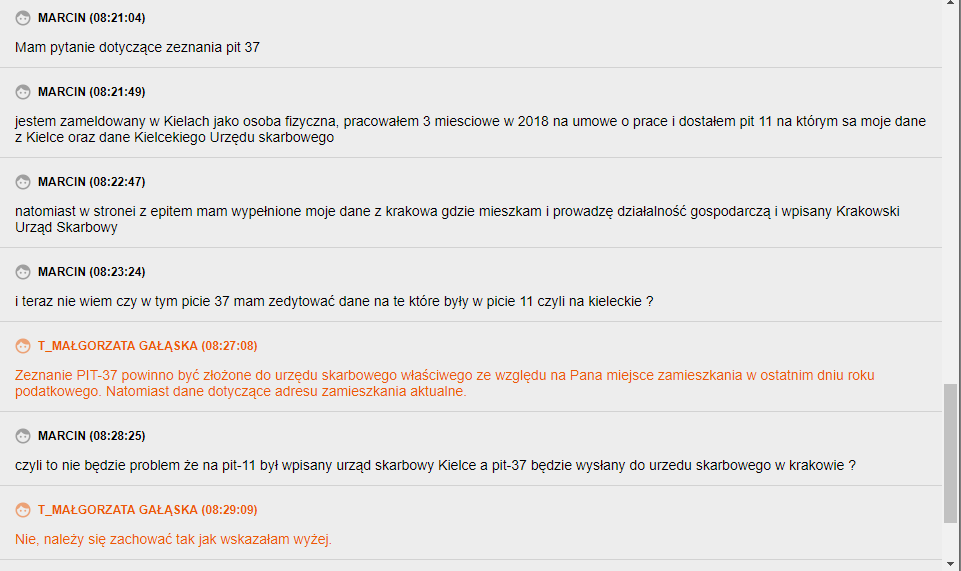 MARCIN (08:21:04)
Mam pytanie dotyczące zeznania pit 37
MARCIN (08:21:49)
jestem zameldowany w Kielach jako osoba fizyczna, pracowałem 3 miesciowe w 2018 na umowe o prace i dostałem pit 11 na którym sa moje dane
z Kielce oraz dane Kielcekiego Urzędu skarbowego
MARCIN (08:22:47)
natomiast w stronei z epitem mam wypełnione moje dane z krakowa gdzie mieszkam i prowadzę działalność gospodarczą i wpisany Krakowski
Urząd Skarbowy
MARCIN (08:23:24)
i teraz nie wiem czy w tym picie 37 mam zedytować dane na te które były w picie 11 czyli na kieleckie ?
T_MAŁGORZATA GAŁĄSKA (08:27:08)
Zeznanie PIT-37 powinno być złożone do urzędu skarbowego właściwego ze względu na Pana miejsce zamieszkania w ostatnim dniu roku
podatkowego. Natomiast dane dotyczące adresu zamieszkania aktualne.
MARCIN (08:28:25)
czyli to nie będzie problem że na pit-11 był wpisany urząd skarbowy Kielce a pit-37 będzie wysłany do urzedu skarbowego w krakowie ?
T_MAŁGORZATA GAŁĄSKA (08:29:09)
Nie, należy się zachować tak jak wskazałam wyżej.